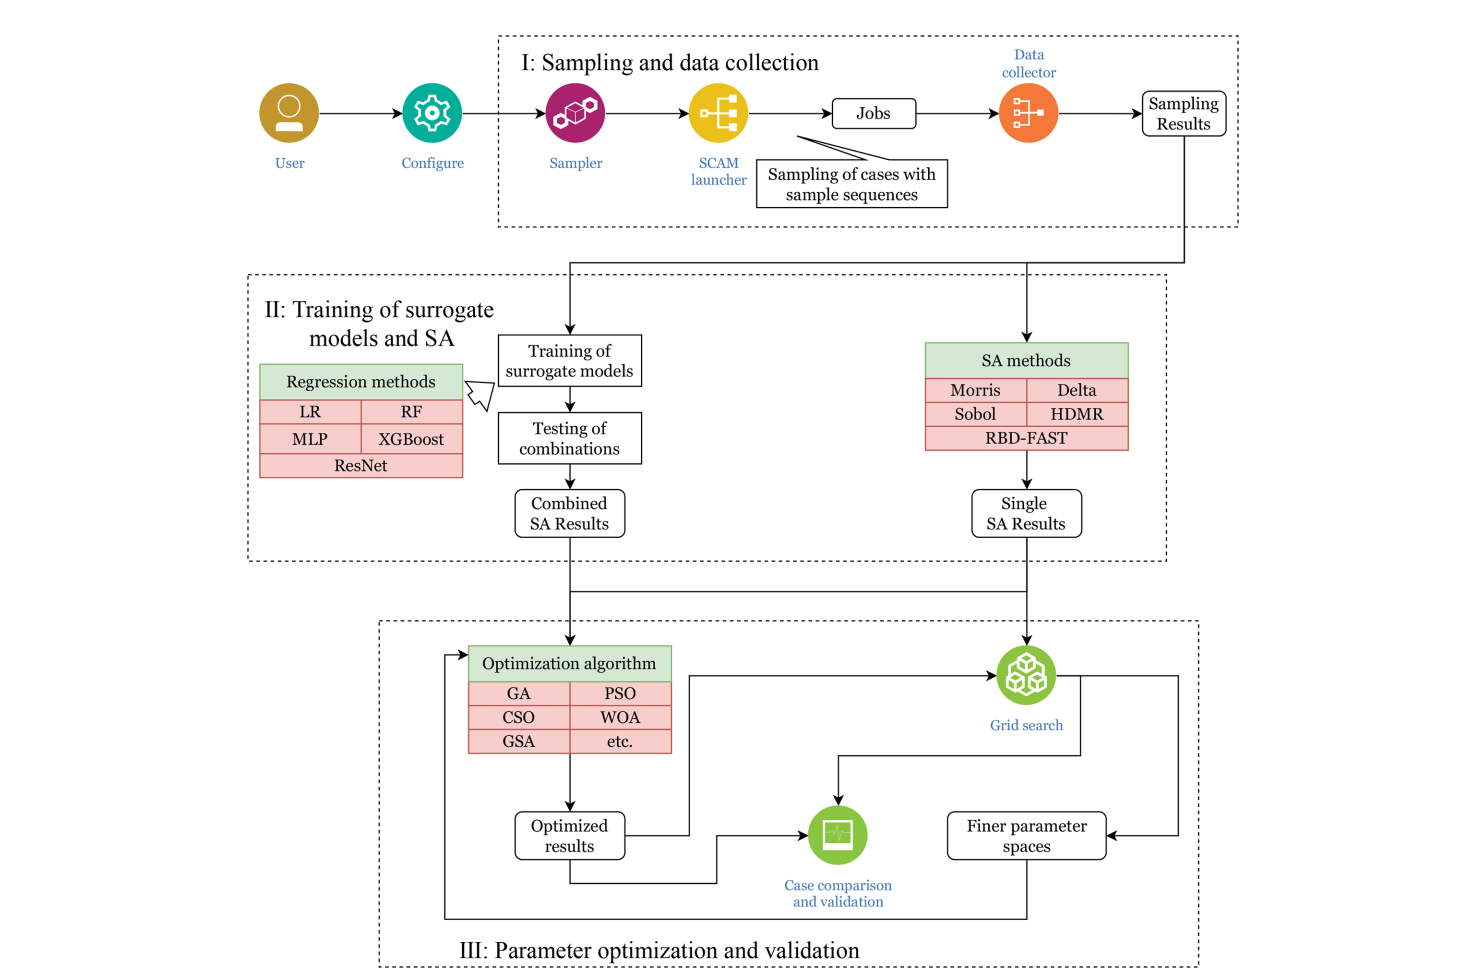 I: Sampling and data collection
Data
collector
Jobs
Sampling
Results
User
Configure
Sampler
SCAM
launcher
Sampling of cases with
sample sequences
II: Training of surrogate
models and SA
Training of
surrogate models
SA methods
Regression methods
Morris
Delta
LR
RF
Sobol
HDMR
MLP
XGBoost
Testing of
combinations
RBD-FAST
ResNet
Combined
SA Results
Single
SA Results
Optimization algorithm
GA
PSO
CSO
WOA
GSA
etc.
Grid search
Optimized
results
Finer parameter
spaces
Case comparison
and validation
III: Parameter optimization and validation